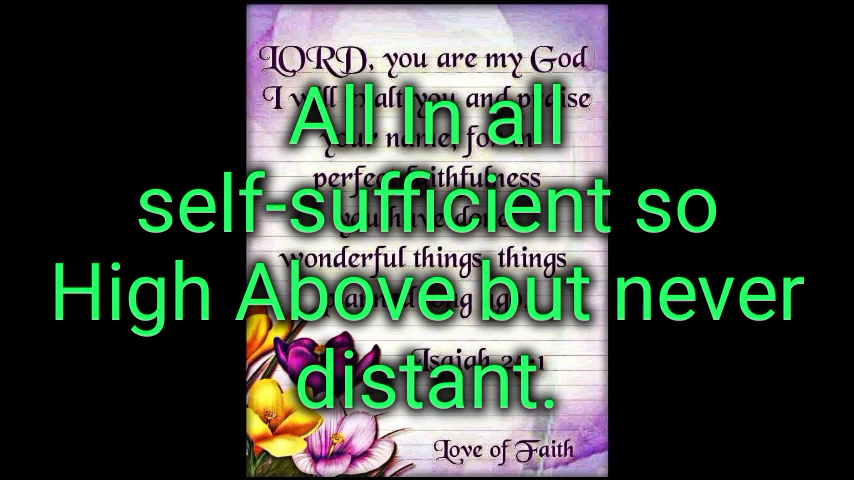 All In all
self-sufficient so
High Above but never
distant.
LORD, you are my God
I will exalt you and praise
your name, for in
perfect faithfulness
you have done
wonderful things, things
planned long ago.
Isaiah
Love of Faith